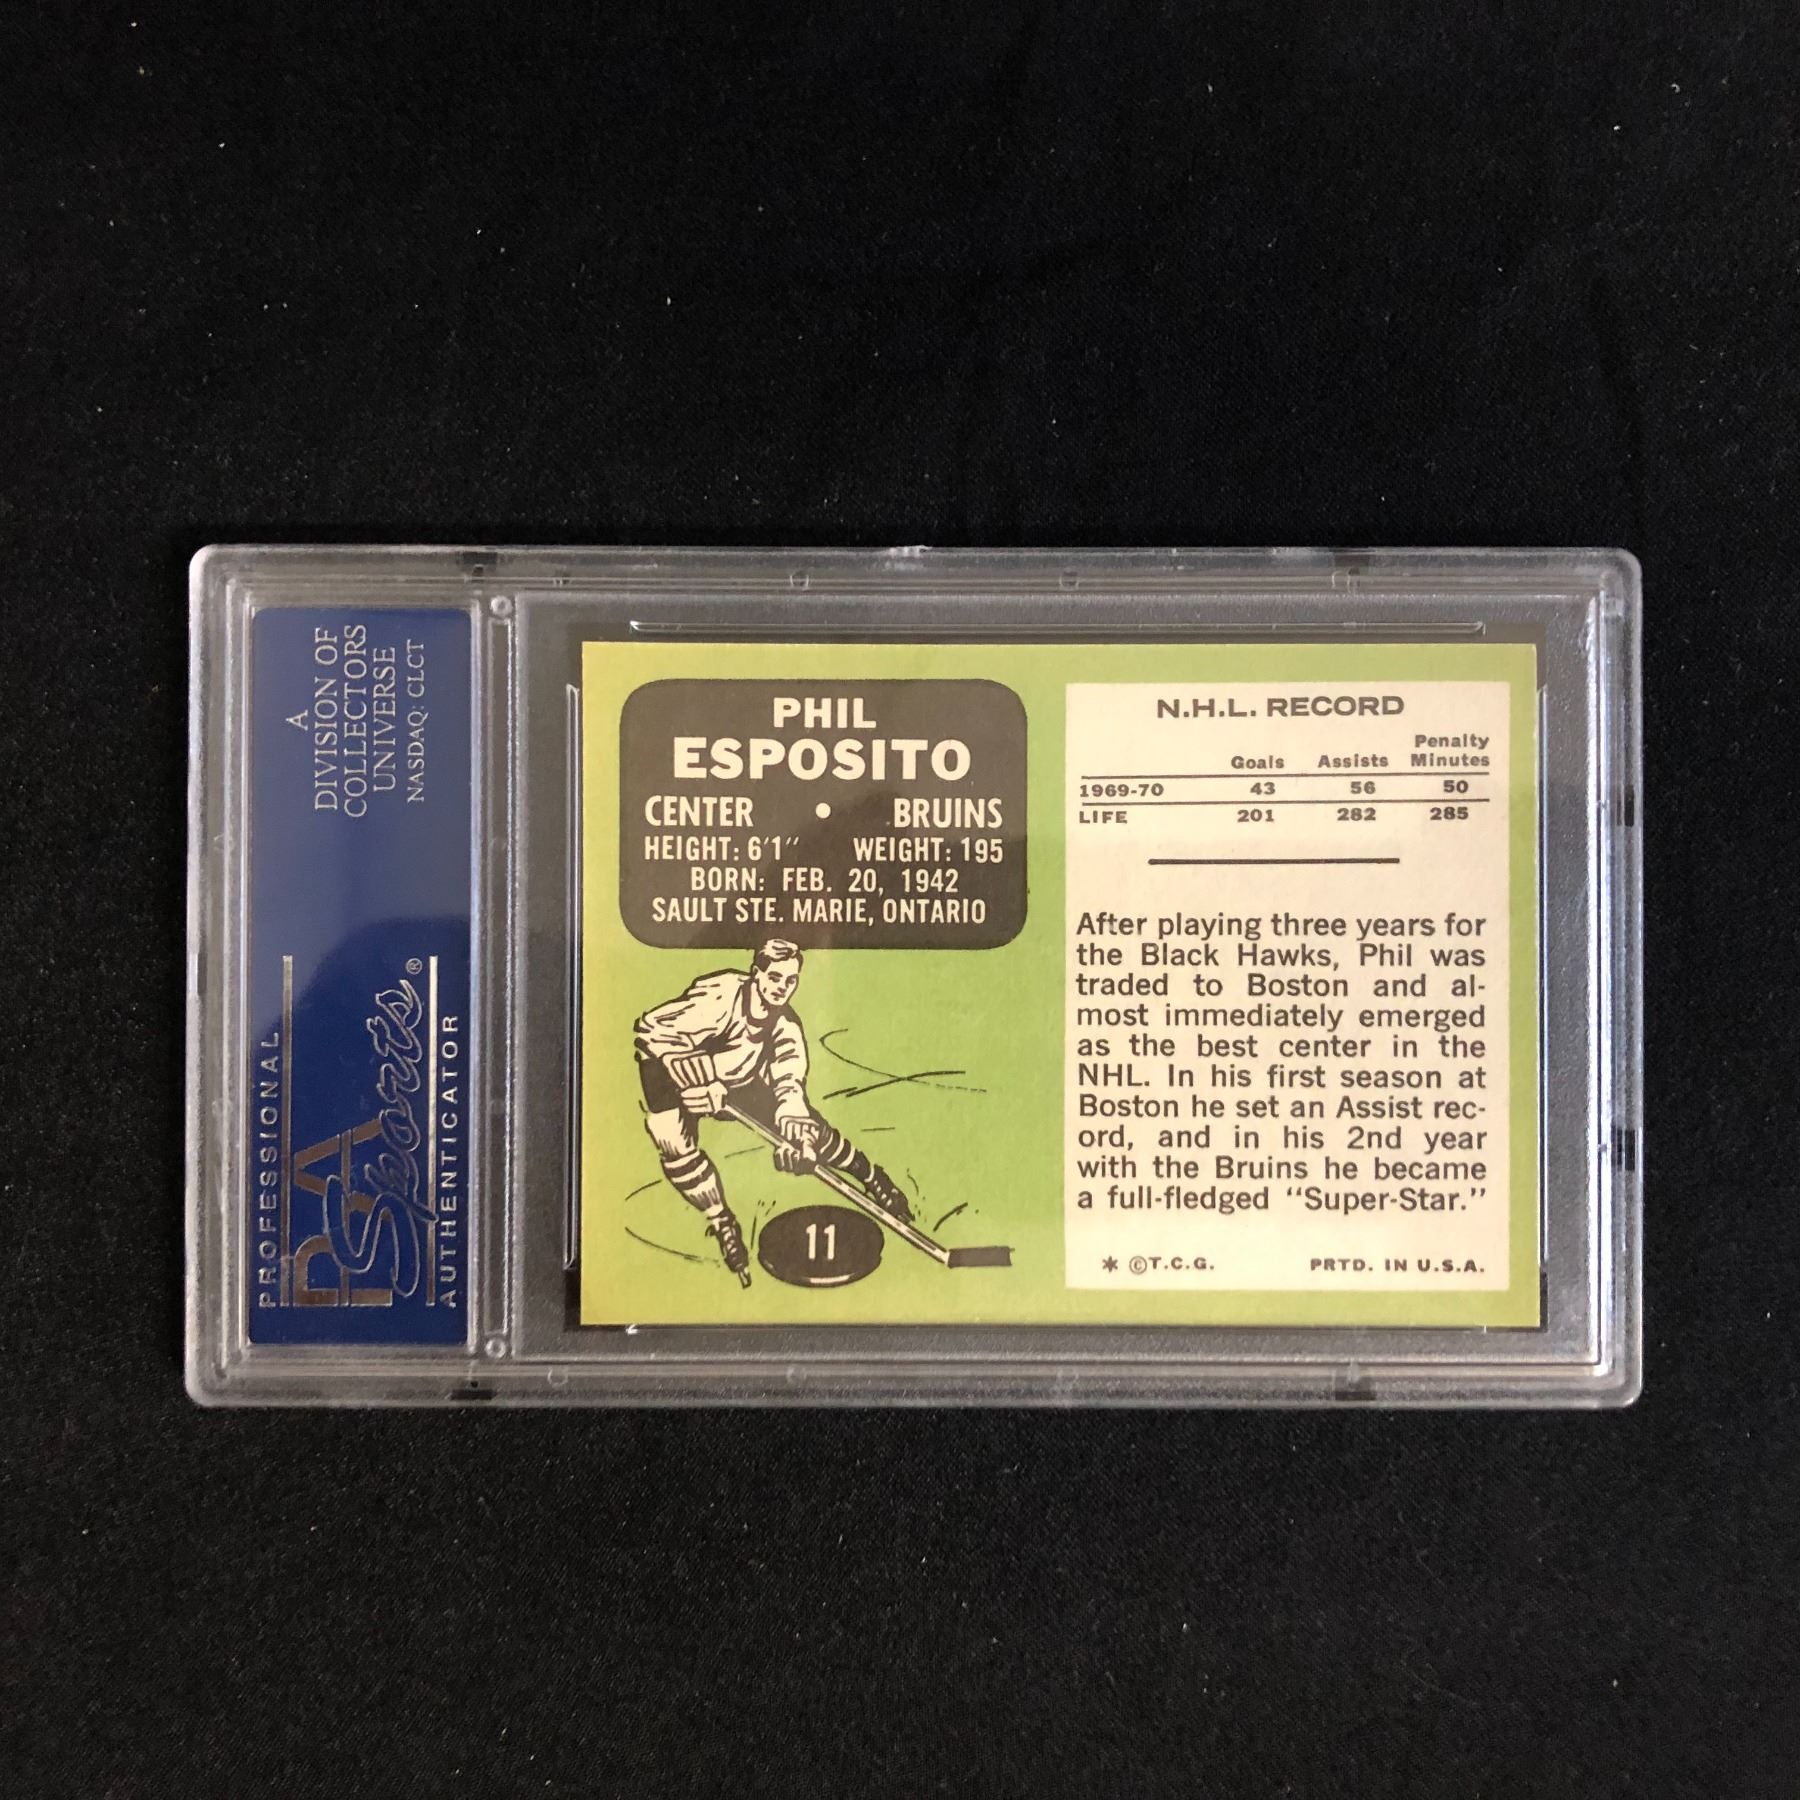 A
DIVISION OF
COLLECTORS
UNIVERSE
NASDAQ: CLCT
PROFESSIONAL
PSA
Sports®
AUTHENTICATOR
PHIL
ESPOSITO
CENTER • BRUINS
HEIGHT: 6'1" WEIGHT: 195
BORN: FEB. 20, 1942
SAULT STE. MARIE, ONTARIO
11
N.H.L. RECORD
Goals Assists Penalty Minutes
1969-70 43 56 50
LIFE 201 282 285
After playing three years for
the Black Hawks, Phil was
traded to Boston and al-
most immediately emerged
as the best center in the
NHL. In his first season at
Boston he set an Assist rec-
ord, and in his 2nd year
with the Bruins he became
a full-fledged "Super-Star."
* ©T.C.G. PRTD. IN U.S.A.